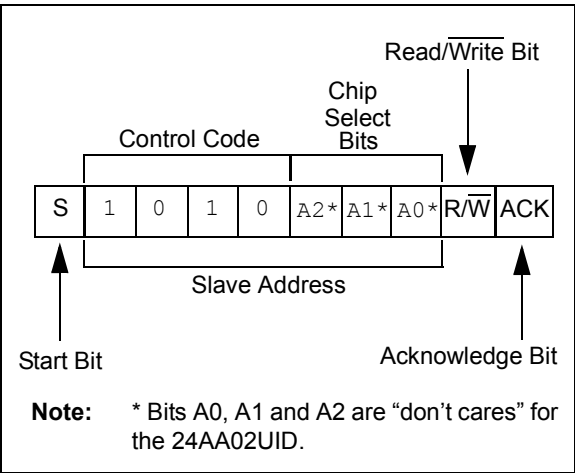 Read/Write Bit
Chip
Select
Bits
Control Code
S 1 0 1 0 A2* A1* A0* R/W ACK
Slave Address
Start Bit
Acknowledge Bit
Note: * Bits A0, A1 and A2 are “don’t cares” for
the 24AA02UID.